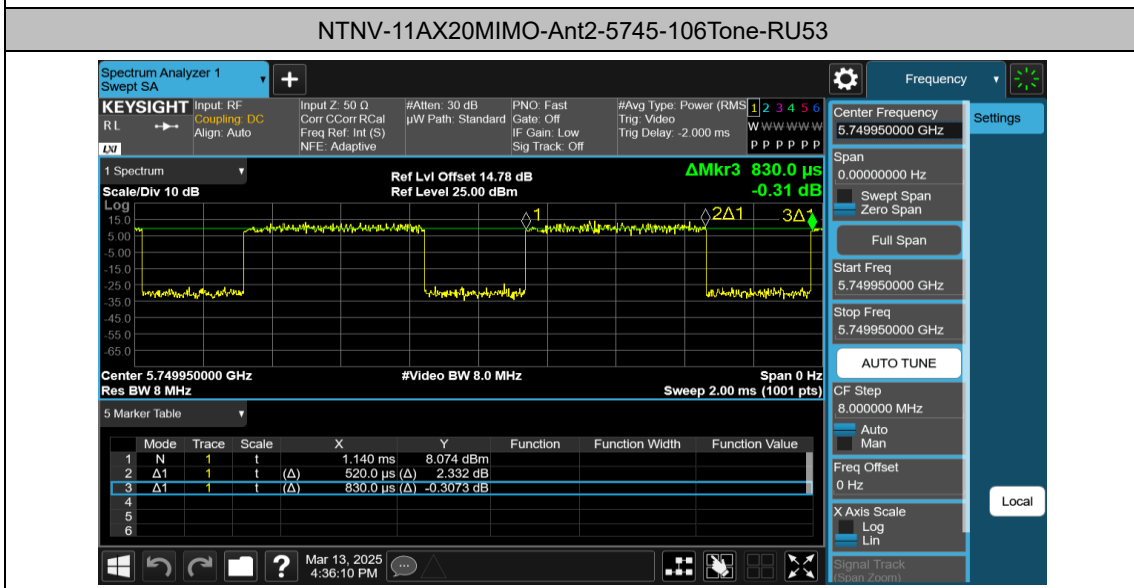 NTNV-11AX20MIMO-Ant2-5745-106Tone-RU53
Spectrum Analyzer 1
Swept SA
Frequency
KEYSIGHT Input: RF Input Z: 50 Ω #Atten: 30 dB PNO: Fast #Avg Type: Power (RMS 1 2 3 4 5 6
RL Coupling: DC Corr CCorr RCal µW Path: Standard Gate: Off Trig: Video W W W W W W
Align: Auto Freq Ref: Int (S) IF Gain: Low Trig Delay: -2.000 ms
LXI NFE: Adaptive Sig Track: Off P P P P P P
Center Frequency
5.749950000 GHz
Settings
1 Spectrum
Ref Lvl Offset 14.78 dB
ΔMkr3 830.0 µs
Scale/Div 10 dB
Ref Level 25.00 dBm
-0.31 dB
Span
0.00000000 Hz
Swept Span
Zero Span
Log
15.0
5.00
-5.00
-15.0
-25.0
-35.0
-45.0
-55.0
-65.0
1
2Δ1
3Δ1
Full Span
Start Freq
5.749950000 GHz
Stop Freq
5.749950000 GHz
AUTO TUNE
Center 5.749950000 GHz #Video BW 8.0 MHz Span 0 Hz
Res BW 8 MHz Sweep 2.00 ms (1001 pts)
CF Step
8.000000 MHz
Auto
Man
5 Marker Table
Mode Trace Scale X Y Function Function Width Function Value
1 N 1 t 1.140 ms 8.074 dBm
2 Δ1 1 t (Δ) 520.0 µs (Δ) 2.332 dB
3 Δ1 1 t (Δ) 830.0 µs (Δ) -0.3073 dB
4
5
6
Freq Offset
0 Hz
Local
X Axis Scale
Log
Lin
Signal Track
(Span Zoom)
?
Mar 13, 2025
4:36:10 PM